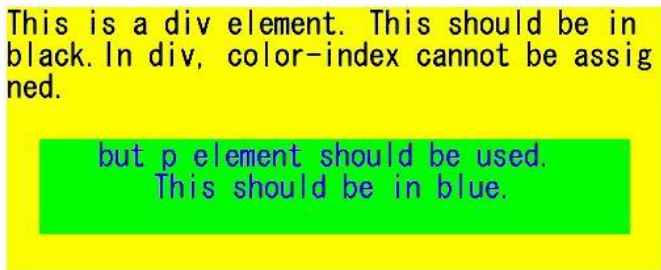 This is a div element. This should be in
black.In div, color-index cannot be assig
ned.
but p element should be used.
This should be in blue.